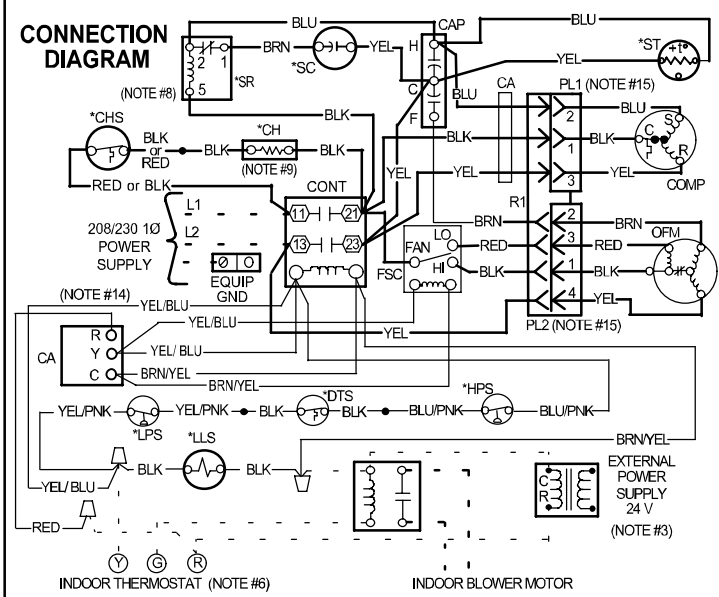 CONNECTION
DIAGRAM
BLU
CAP
BLU
2 1
5
*SR
BRN
*SC
YEL
H
C
F
YEL
*ST
(NOTE #8)
BLU
CA
PL1 (NOTE #15)
BLK
*CHS
BLK
or
RED
BLK
*CH
BLK
(NOTE #9)
BLK
2
BLU
1
BLK
3
YEL
S
C
R
COMP
RED or BLK
CONT
YEL
YEL
L1
L2
208/230 1Ø
POWER
SUPPLY
11
21
13
23
EQUIP
GND
R1
BRN
2
BRN
LO
FAN
HI
FSC
RED
3
RED
OFM
BLK
1
BLK
4
YEL
YEL
PL2 (NOTE #15)
(NOTE #14)
YEL/BLU
YEL/BLU
CA
R
Y
C
YEL/ BLU
BRN/YEL
BRN/YEL
YEL/PNK
*LPS
YEL/PNK
BLK
*DTS
BLK
BLU/PNK
*HPS
BLU/PNK
BRN/YEL
BLK
*LLS
BLK
YEL/ BLU
RED
C
R
EXTERNAL
POWER
SUPPLY
24 V
(NOTE #3)
Y G R
INDOOR THERMOSTAT (NOTE #6)
INDOOR BLOWER MOTOR